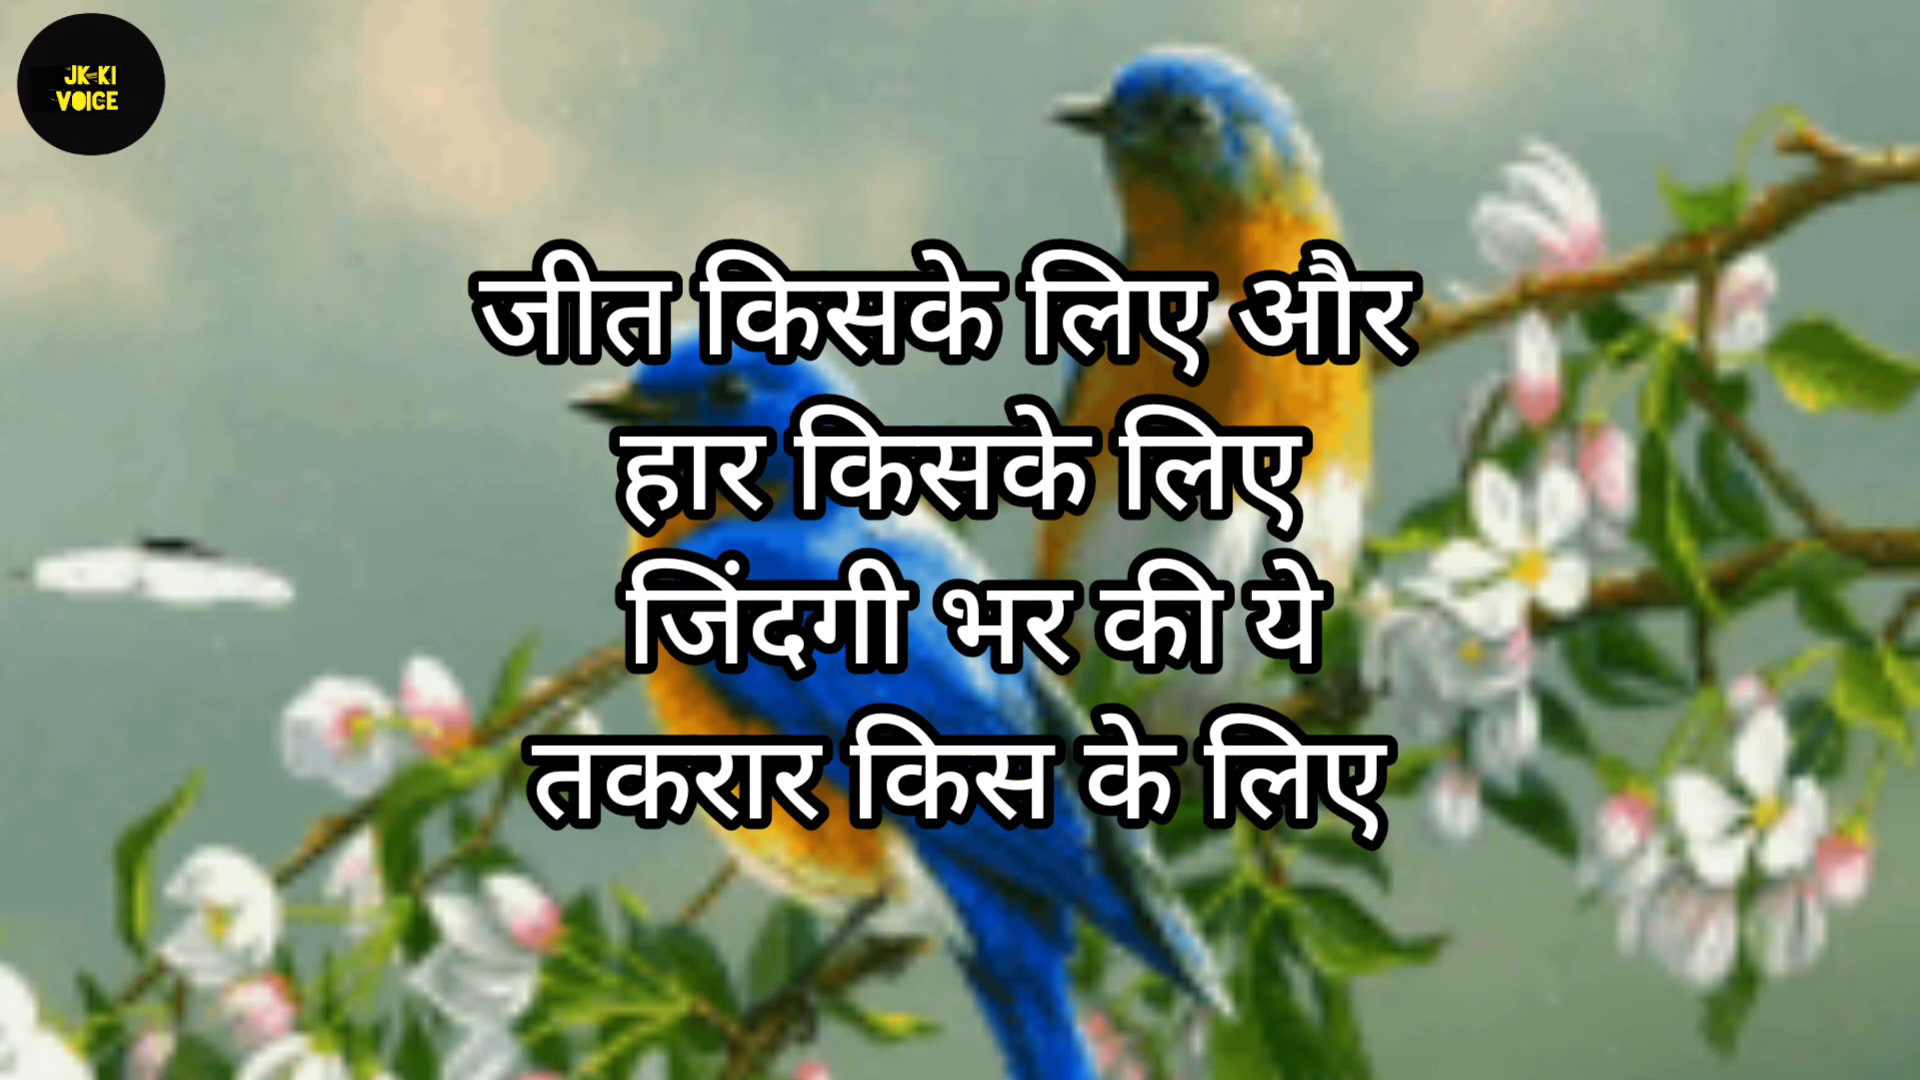 JK-KI
VOICE
जीत किसके लिए और
हार किसके लिए
जिंदगी भर की ये
तकरार किस के लिए